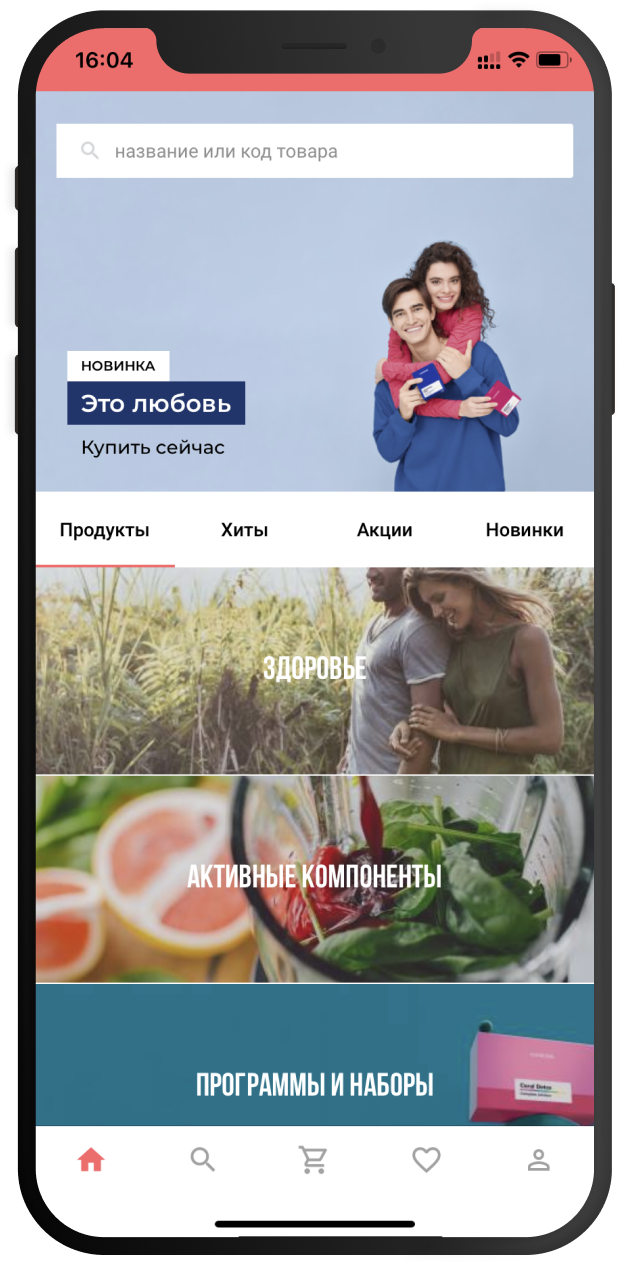 16:04
название или код товара
НОВИНКА
Это любовь
Купить сейчас
Продукты
Хиты
Акции
Новинки
ЗДОРОВЬЕ
АКТИВНЫЕ КОМПОНЕНТЫ
ПРОГРАММЫ И НАБОРЫ
Coral Detox